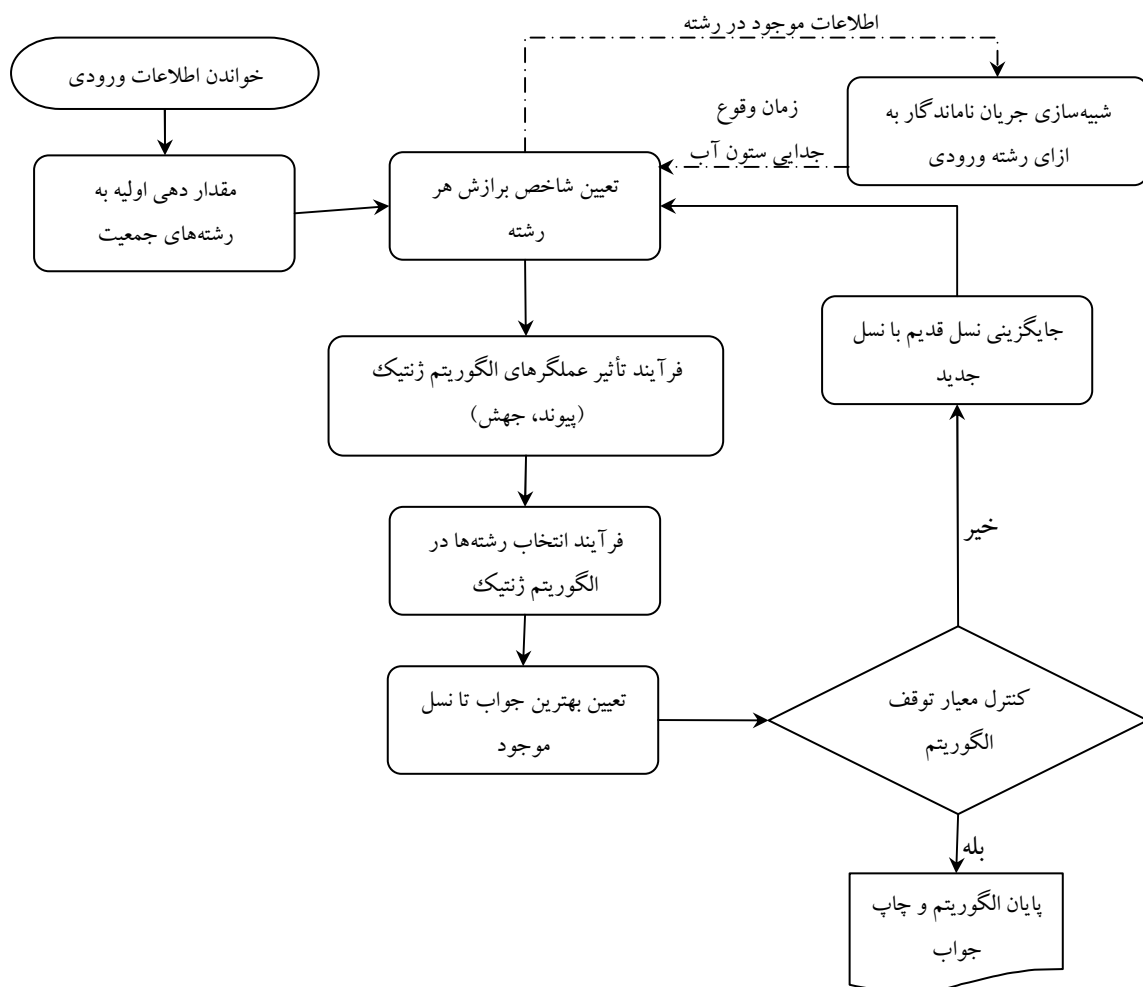 اطلاعات موجود در رشته
خواندن اطلاعات ورودی
شبیه‌سازی جریان ناماندگار به
ازای رشته ورودی
زمان وقوع
جدایی ستون آب
مقدار دهی اولیه به
رشته‌های جمعیت
تعیین شاخص برازش هر
رشته
جایگزینی نسل قدیم با نسل
جدید
فرآیند تأثیر عملگرهای الگوریتم ژنتیک
(پیوند، جهش)
فرآیند انتخاب رشته‌ها در
الگوریتم ژنتیک
خیر
تعیین بهترین جواب تا نسل
موجود
کنترل معیار توقف
الگوریتم
بله
پایان الگوریتم و چاپ
جواب